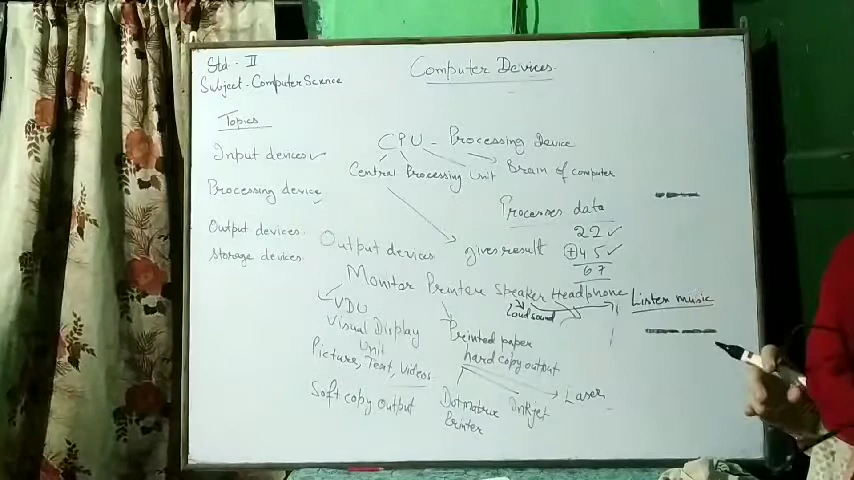 Std - II
Subject - Computer Science
Computer Devices
Topics
Input devices ✓
Processing device ✓
Output devices
Storage devices
CPU - Processing Device
Central Processing Unit
Brain of computer
Processes data
22 ✓
+45 ✓
67
Output devices
gives result
Monitor Printer Speaker Headphone
Listen music
Loud sound
VDU
Visual Display
Unit
Picture, Text, Videos
Soft copy output
Printed paper
hard copy output
Dotmatrix
Printer
Inkjet
Laser